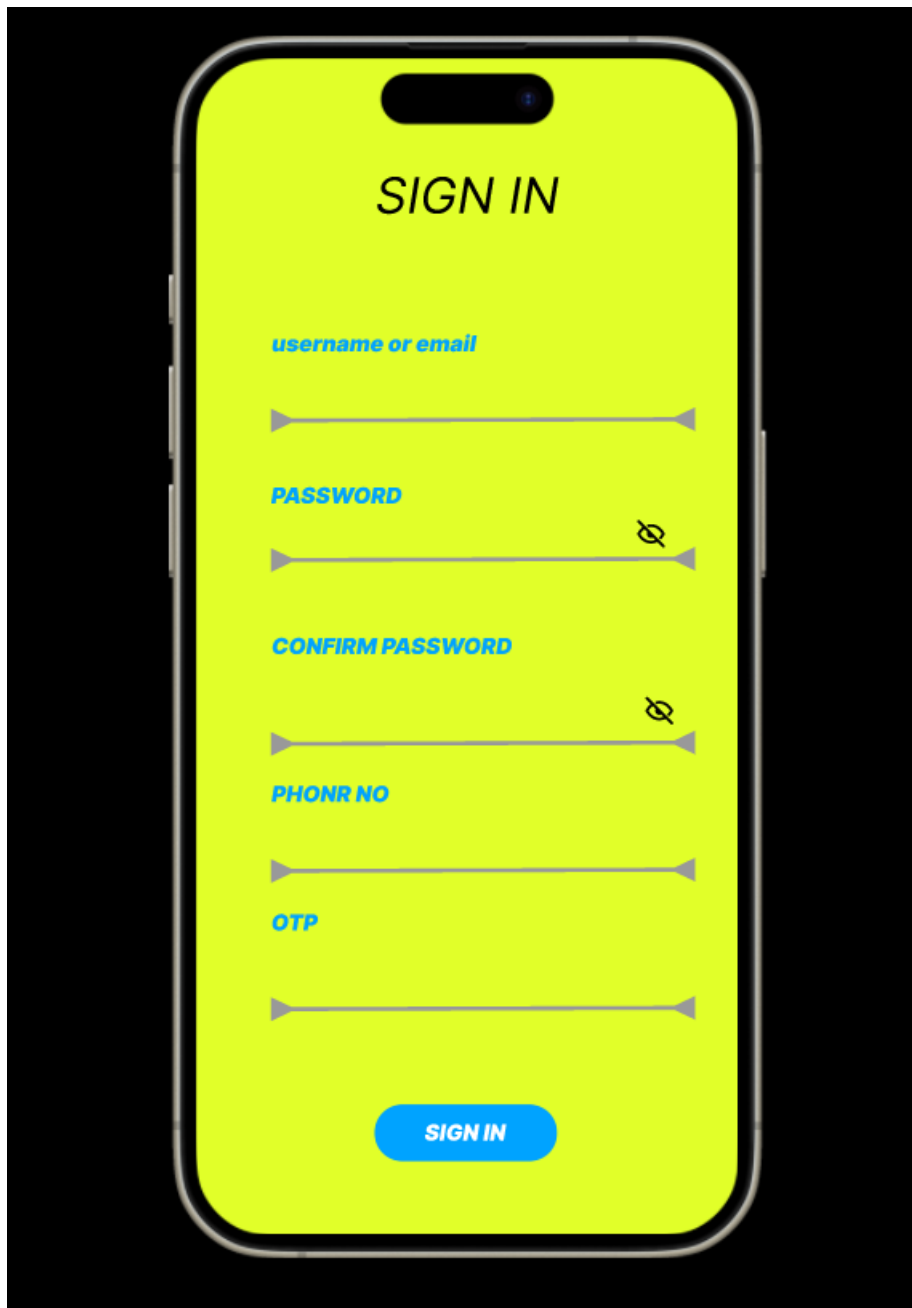 SIGN IN
username or email
PASSWORD
CONFIRM PASSWORD
PHONR NO
OTP
SIGN IN